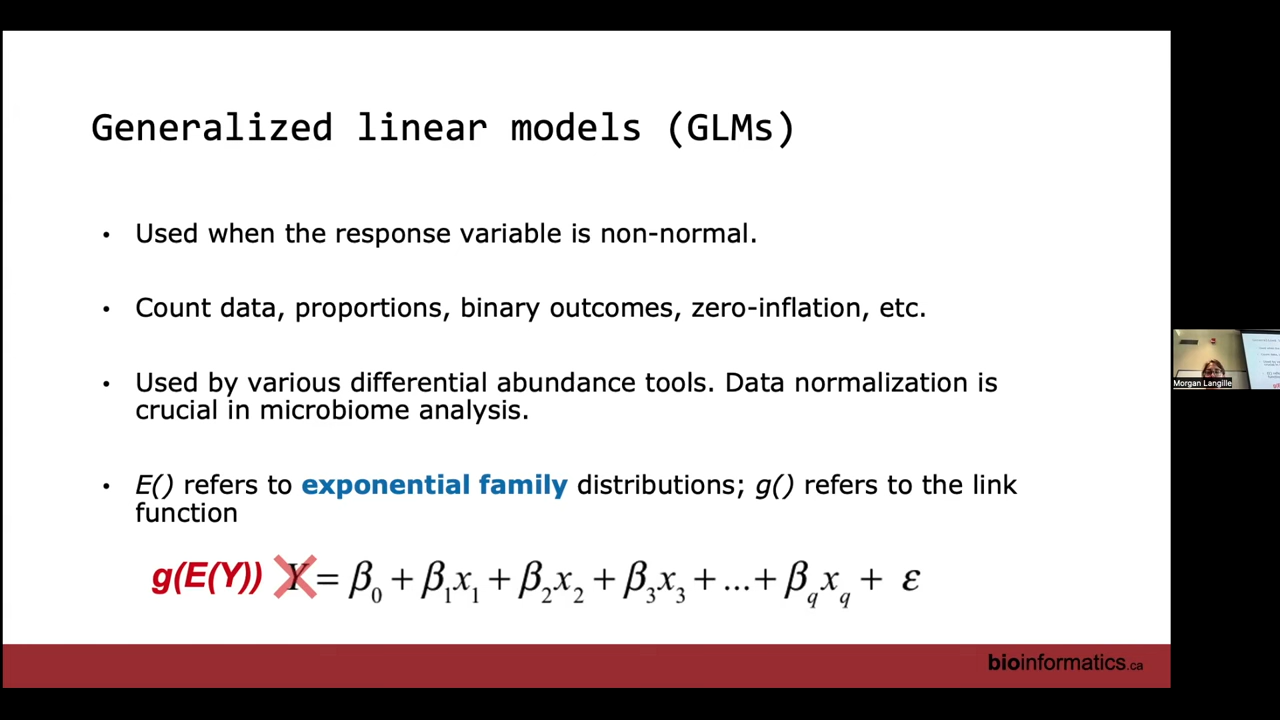 Generalized linear models (GLMs)
• Used when the response variable is non-normal.
• Count data, proportions, binary outcomes, zero-inflation, etc.
• Used by various differential abundance tools. Data normalization is
crucial in microbiome analysis.
• E() refers to exponential family distributions; g() refers to the link
function
g(E(Y)) Y = β₀ + β₁x₁ + β₂x₂ + β₃x₃ + ... + β_q x_q + ε
bioinformatics.ca
Morgan Langille